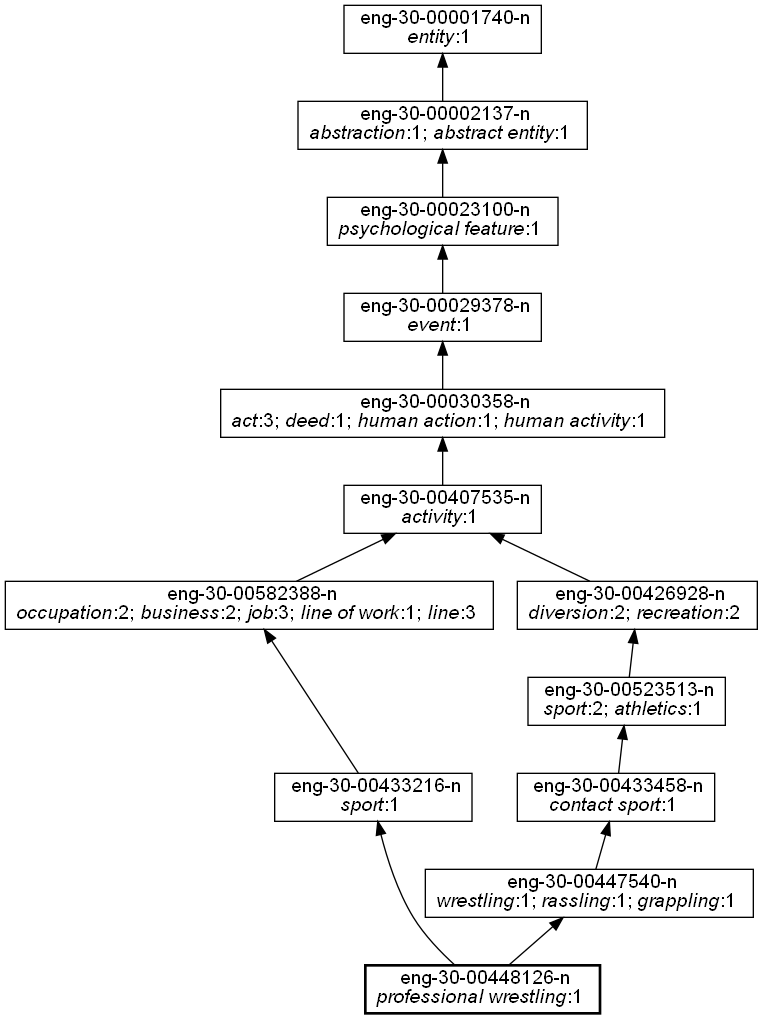 eng-30-00001740-n
entity:1
eng-30-00002137-n
abstraction:1; abstract entity:1
eng-30-00023100-n
psychological feature:1
eng-30-00029378-n
event:1
eng-30-00030358-n
act:3; deed:1; human action:1; human activity:1
eng-30-00407535-n
activity:1
eng-30-00582388-n
occupation:2; business:2; job:3; line of work:1; line:3
eng-30-00426928-n
diversion:2; recreation:2
eng-30-00523513-n
sport:2; athletics:1
eng-30-00433216-n
sport:1
eng-30-00433458-n
contact sport:1
eng-30-00447540-n
wrestling:1; rassling:1; grappling:1
eng-30-00448126-n
professional wrestling:1